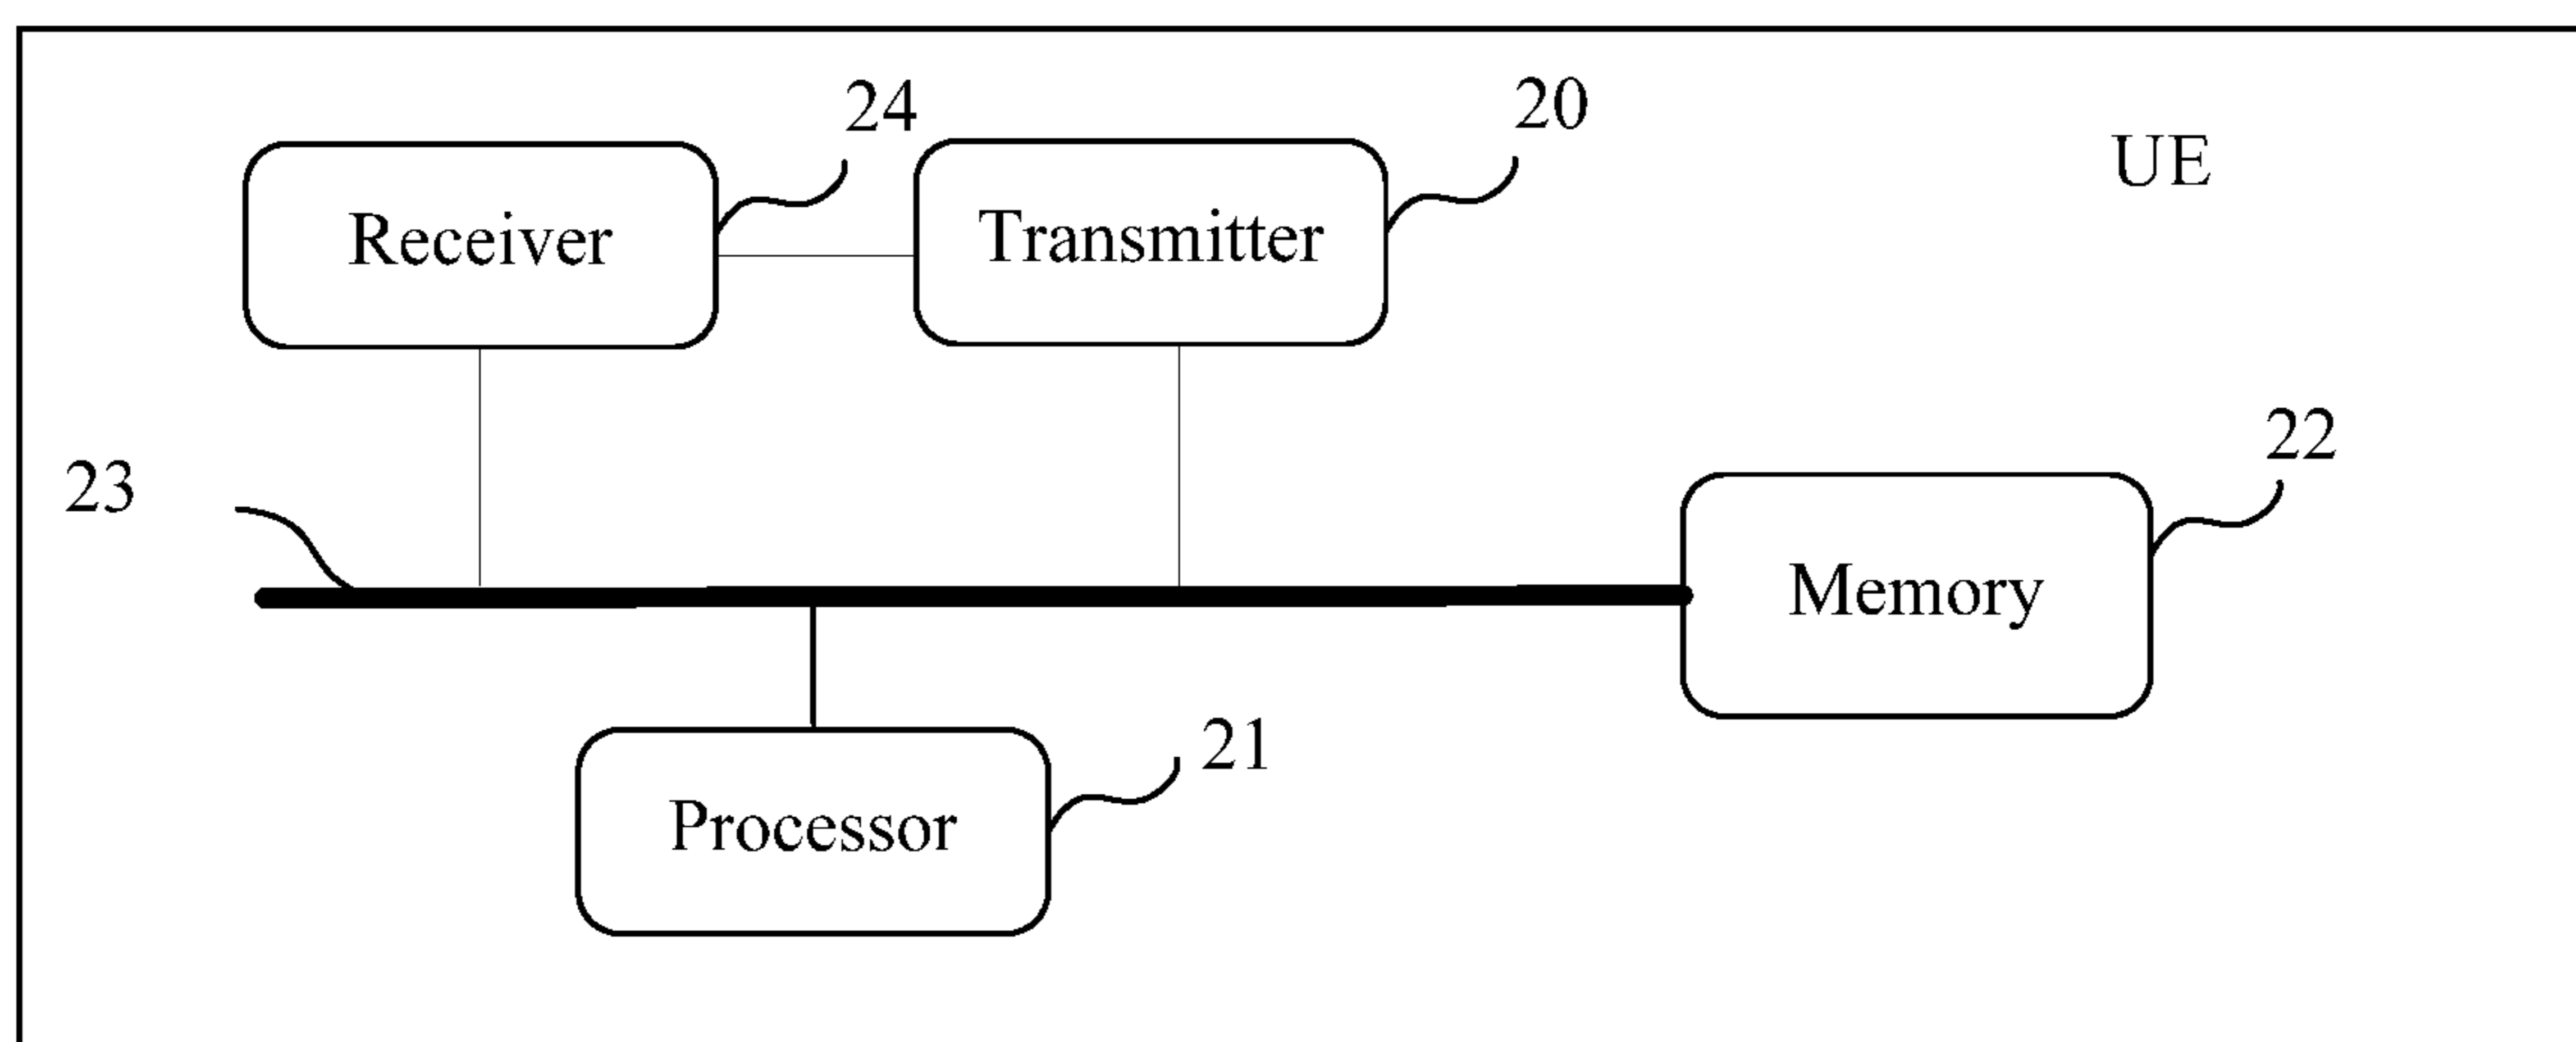 24
20
UE
Receiver
Transmitter
23
22
Memory
21
Processor